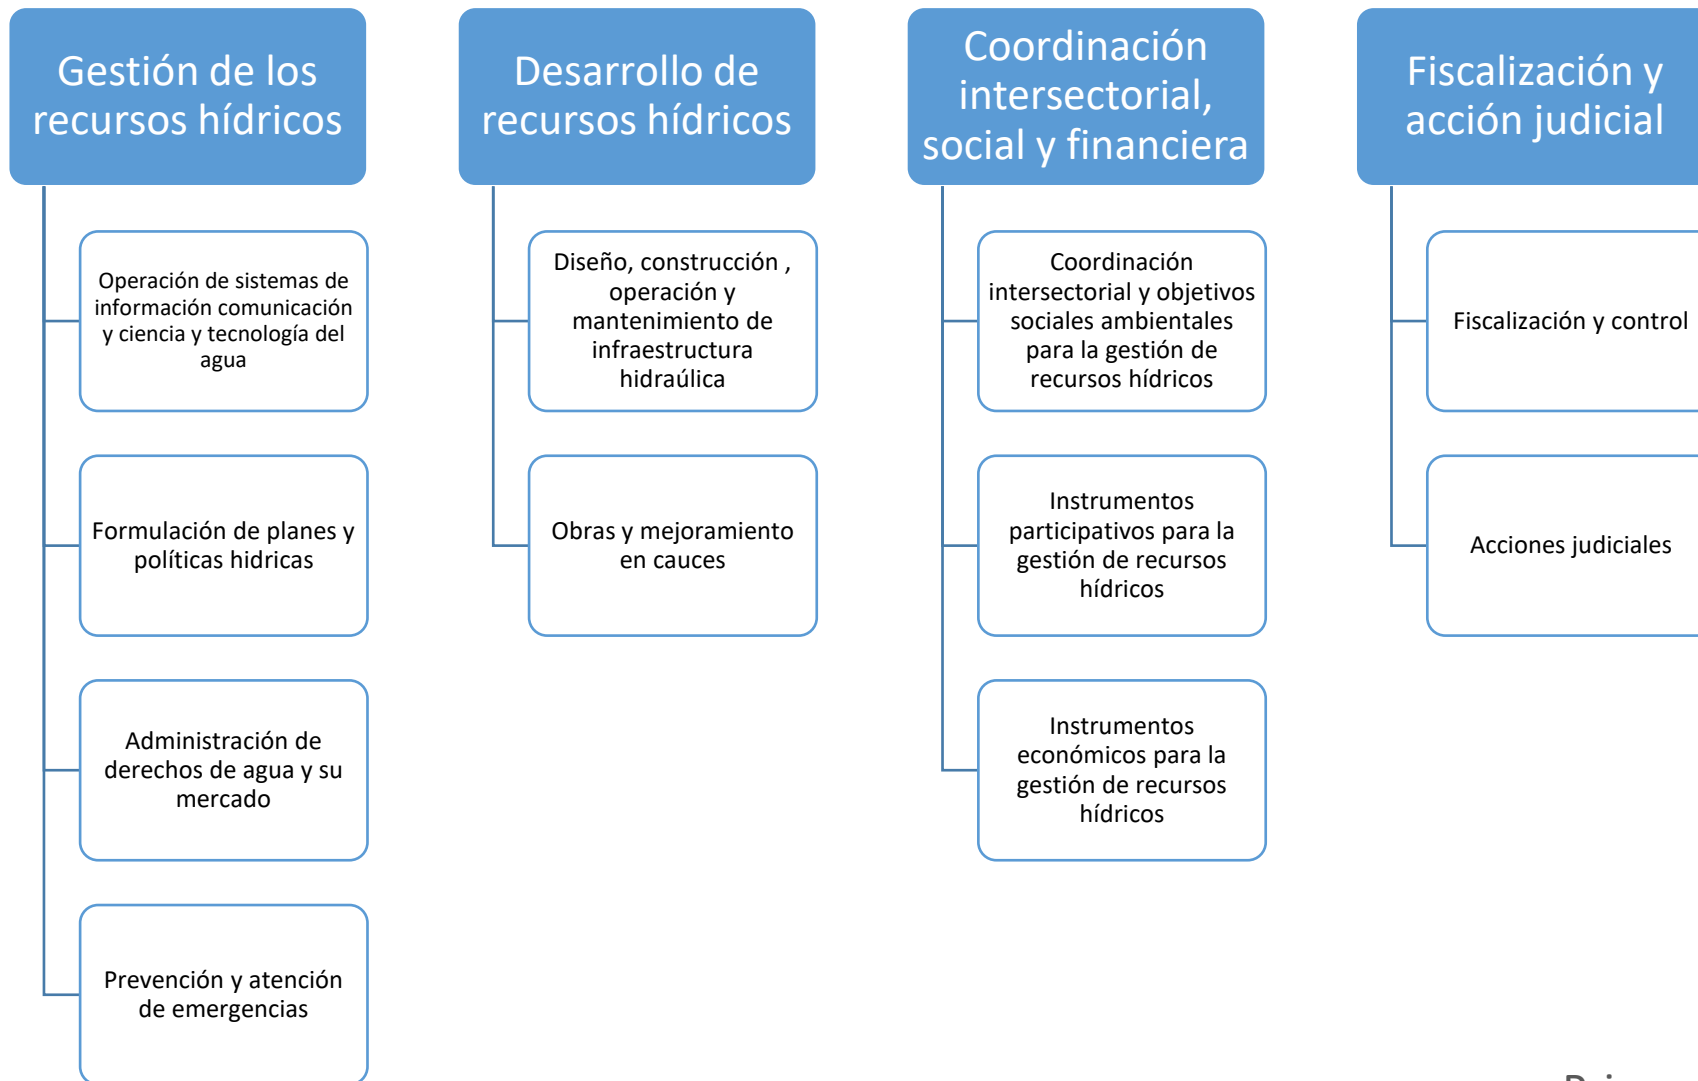 Gestión de los
recursos hídricos
Operación de sistemas de
información comunicación
y ciencia y tecnología del
agua
Formulación de planes y
políticas hidricas
Administración de
derechos de agua y su
mercado
Prevención y atención
de emergencias
Desarrollo de
recursos hídricos
Diseño, construcción ,
operación y
mantenimiento de
infraestructura
hidraúlica
Obras y mejoramiento
en cauces
Coordinación
intersectorial,
social y financiera
Coordinación
intersectorial y objetivos
sociales ambientales
para la gestión de
recursos hídricos
Instrumentos
participativos para la
gestión de recursos
hídricos
Instrumentos
económicos para la
gestión de recursos
hídricos
Fiscalización y
acción judicial
Fiscalización y control
Acciones judiciales